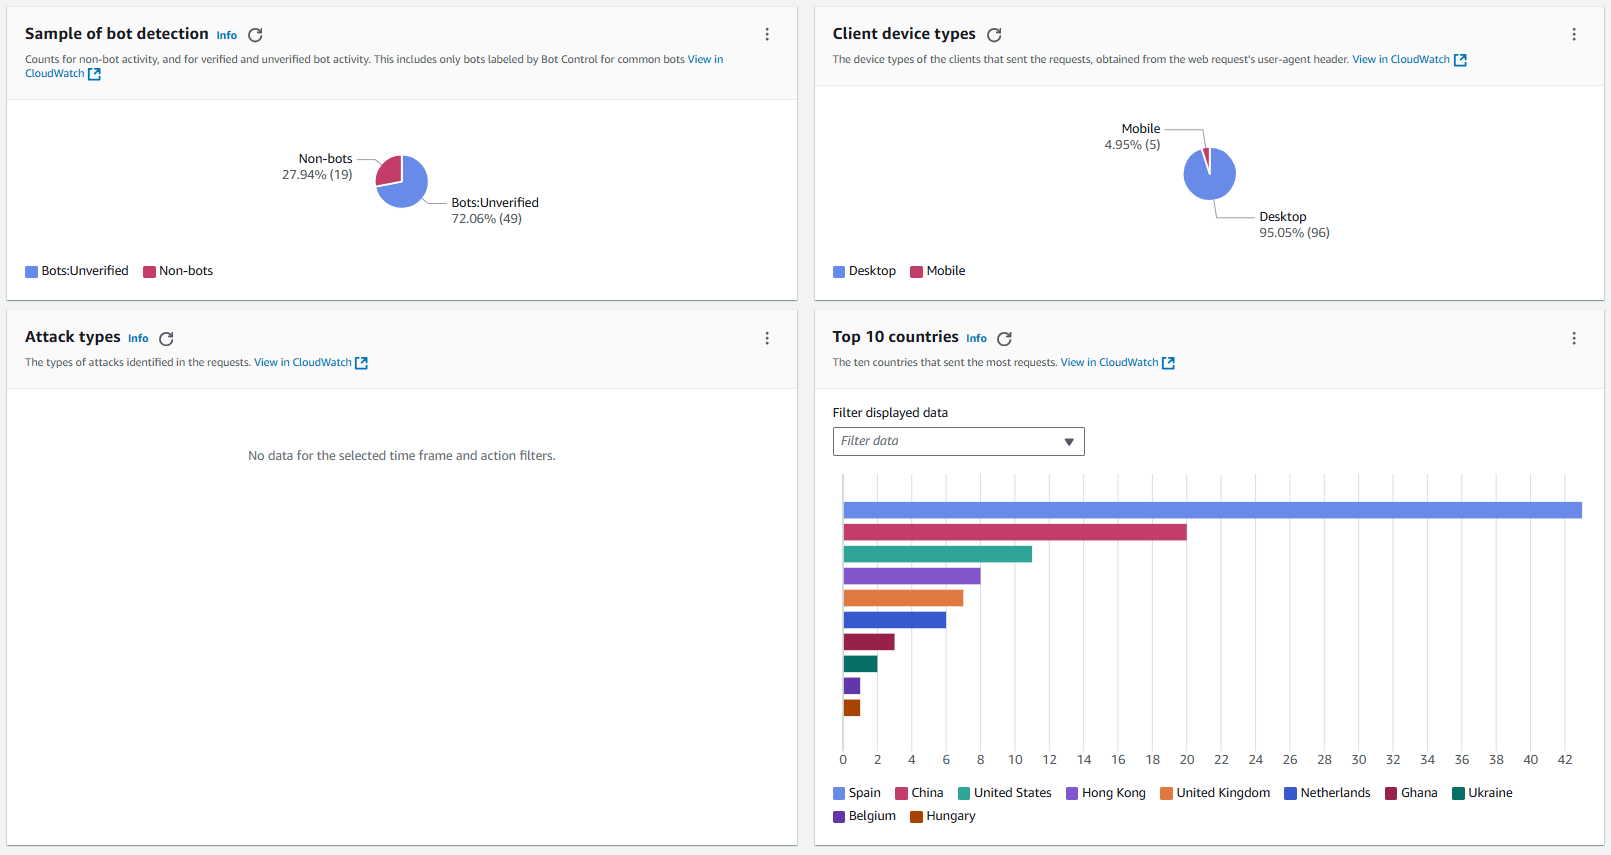 Sample of bot detection Info
Counts for non-bot activity, and for verified and unverified bot activity. This includes only bots labeled by Bot Control for common bots View in
CloudWatch
Non-bots
27.94% (19)
Bots:Unverified
72.06% (49)
Bots:Unverified Non-bots
Client device types
The device types of the clients that sent the requests, obtained from the web request's user-agent header. View in CloudWatch
Mobile
4.95% (5)
Desktop
95.05% (96)
Desktop Mobile
Attack types Info
The types of attacks identified in the requests. View in CloudWatch
No data for the selected time frame and action filters.
Top 10 countries Info
The ten countries that sent the most requests. View in CloudWatch
Filter displayed data
Filter data
0 2 4 6 8 10 12 14 16 18 20 22 24 26 28 30 32 34 36 38 40 42
Spain China United States Hong Kong United Kingdom Netherlands Ghana Ukraine
Belgium Hungary